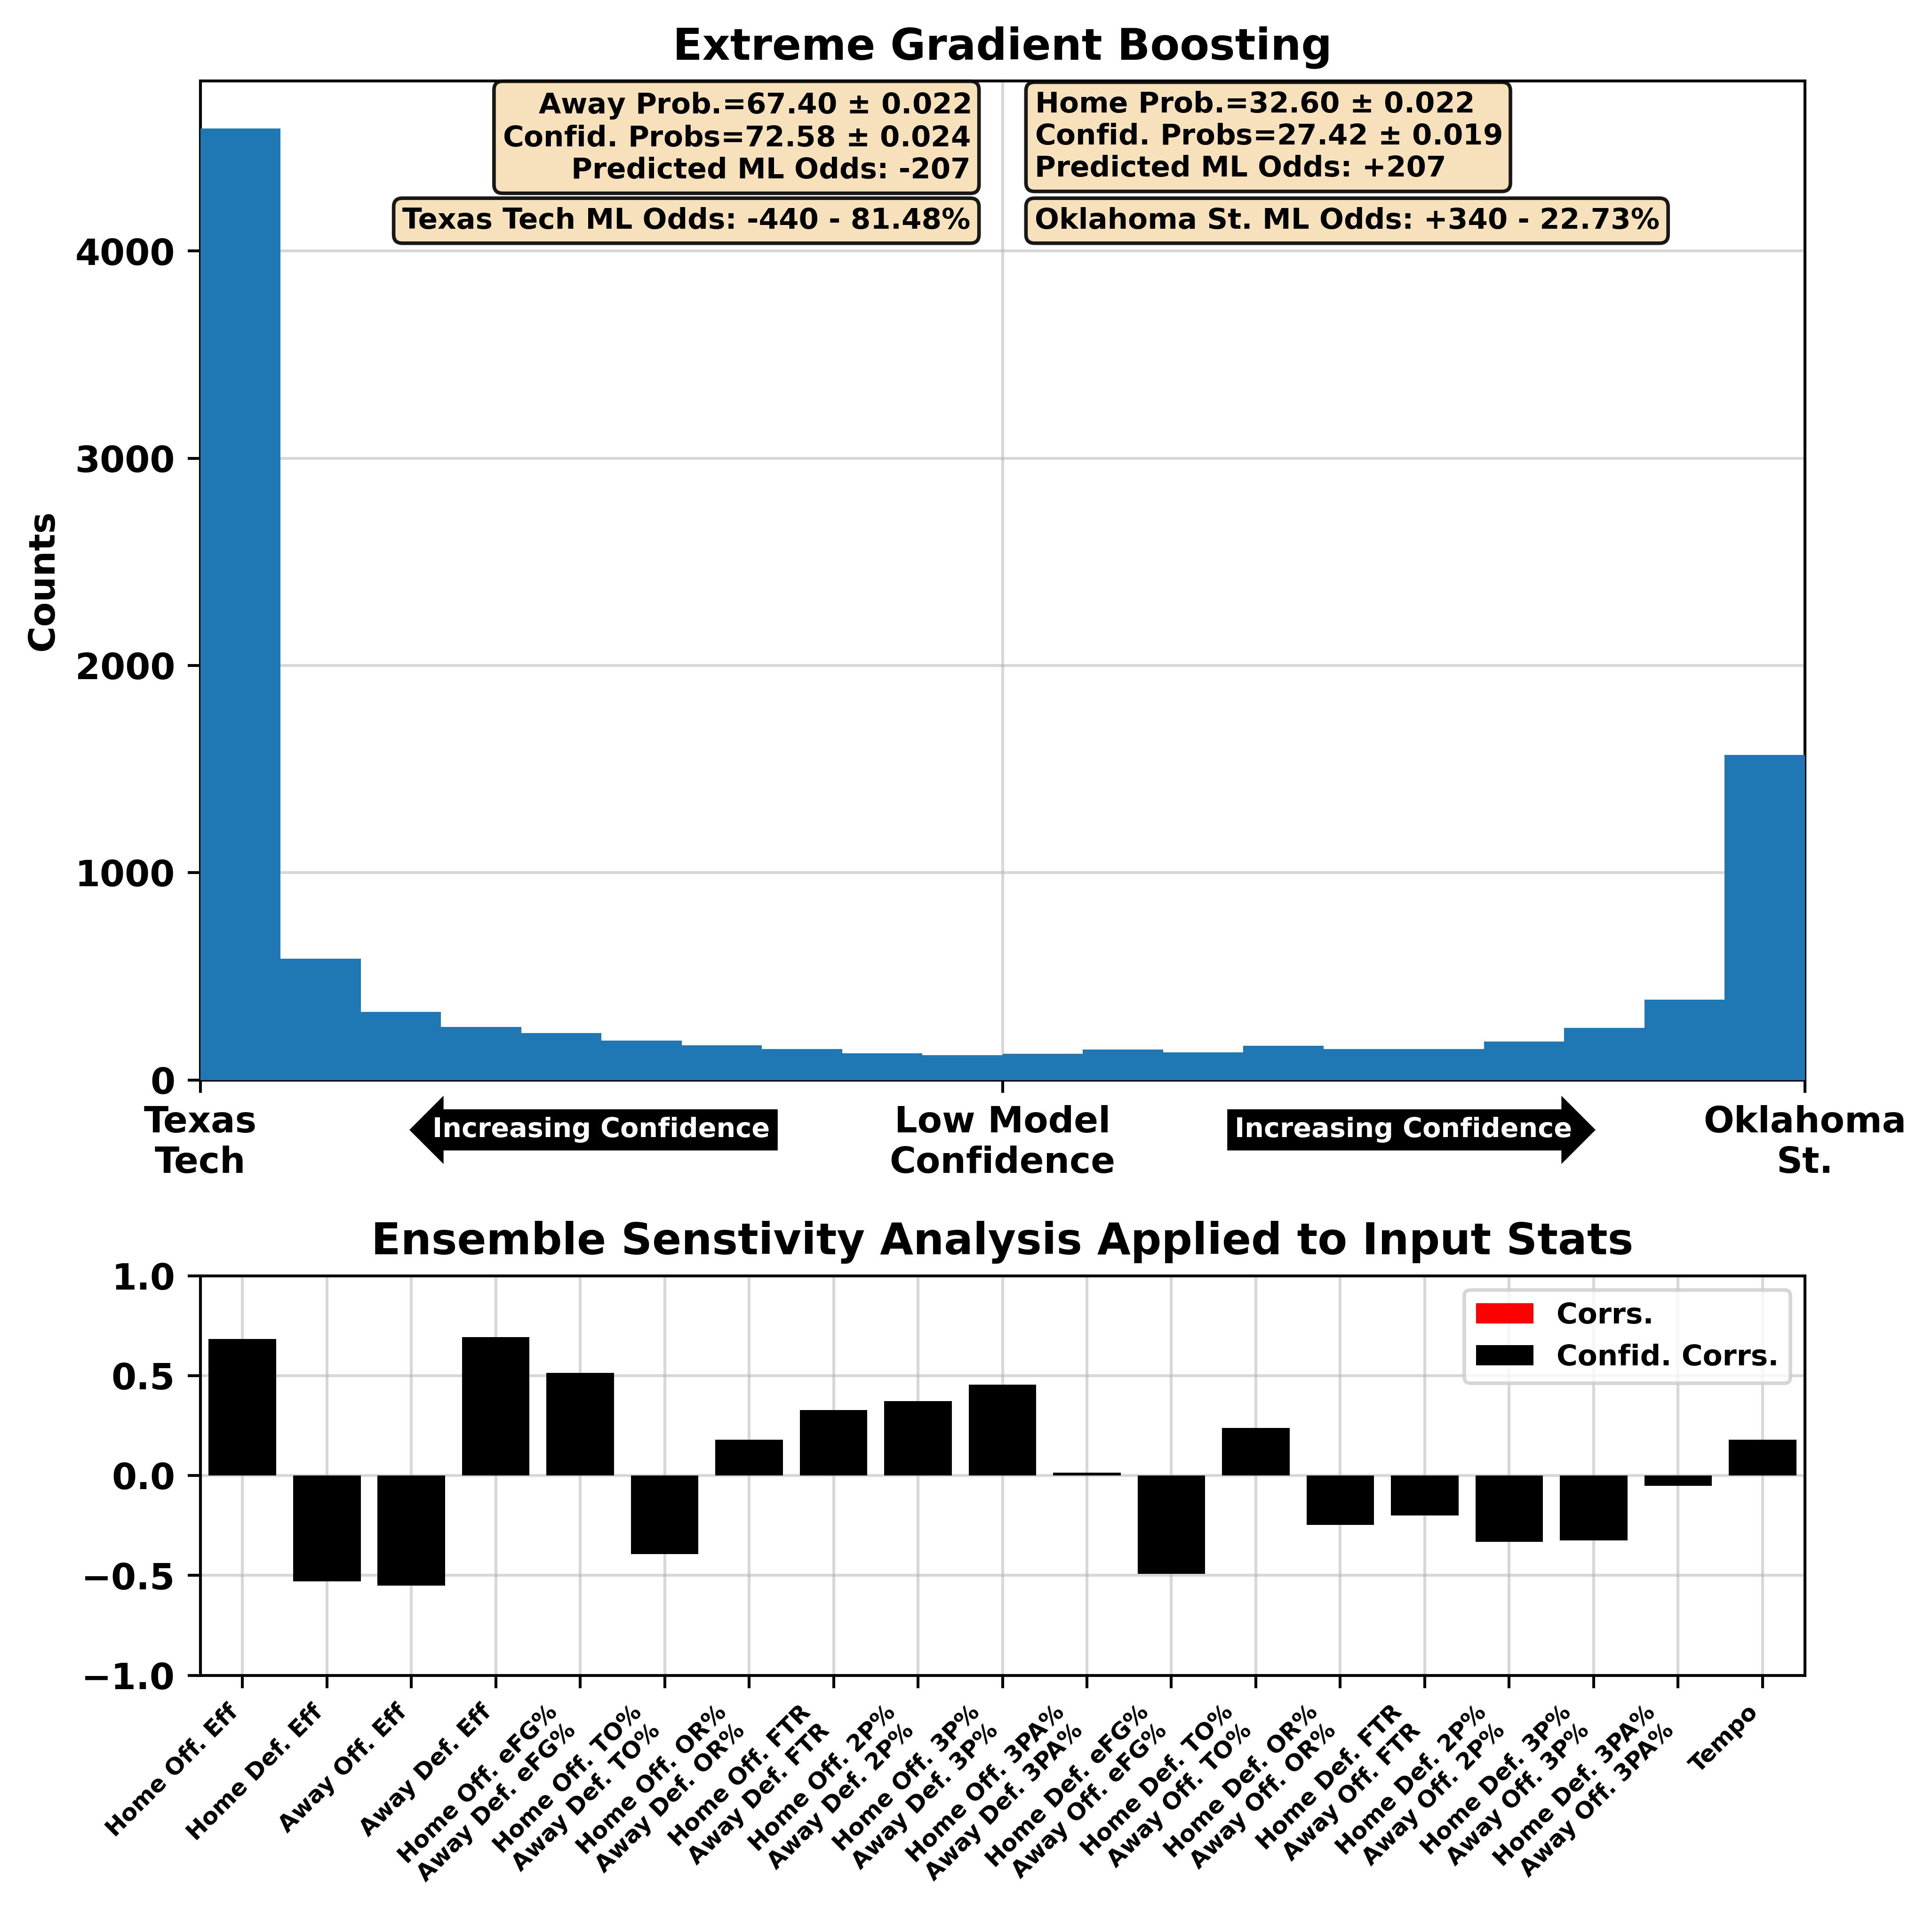 Extreme Gradient Boosting
Away Prob.=67.40 ± 0.022
Confid. Probs=72.58 ± 0.024
Predicted ML Odds: -207
Home Prob.=32.60 ± 0.022
Confid. Probs=27.42 ± 0.019
Predicted ML Odds: +207
Texas Tech ML Odds: -440 - 81.48%
Oklahoma St. ML Odds: +340 - 22.73%
Counts
4000
3000
2000
1000
0
Texas
Tech
Increasing Confidence
Low Model
Confidence
Increasing Confidence
Oklahoma
St.
Ensemble Senstivity Analysis Applied to Input Stats
1.0
0.5
0.0
−0.5
−1.0
Corrs.
Confid. Corrs.
Home Off. Eff
Home Def. Eff
Away Off. Eff
Away Def. Eff
Home Off. eFG%
Away Def. eFG%
Home Off. TO%
Away Def. TO%
Home Off. OR%
Away Def. OR%
Home Off. FTR
Away Def. FTR
Home Off. 2P%
Away Def. 2P%
Home Off. 3P%
Away Def. 3P%
Home Off. 3PA%
Away Def. 3PA%
Home Def. eFG%
Away Off. eFG%
Home Def. TO%
Away Off. TO%
Home Def. OR%
Away Off. OR%
Home Def. FTR
Away Off. FTR
Home Def. 2P%
Away Off. 2P%
Home Def. 3P%
Away Off. 3P%
Home Def. 3PA%
Away Off. 3PA%
Tempo